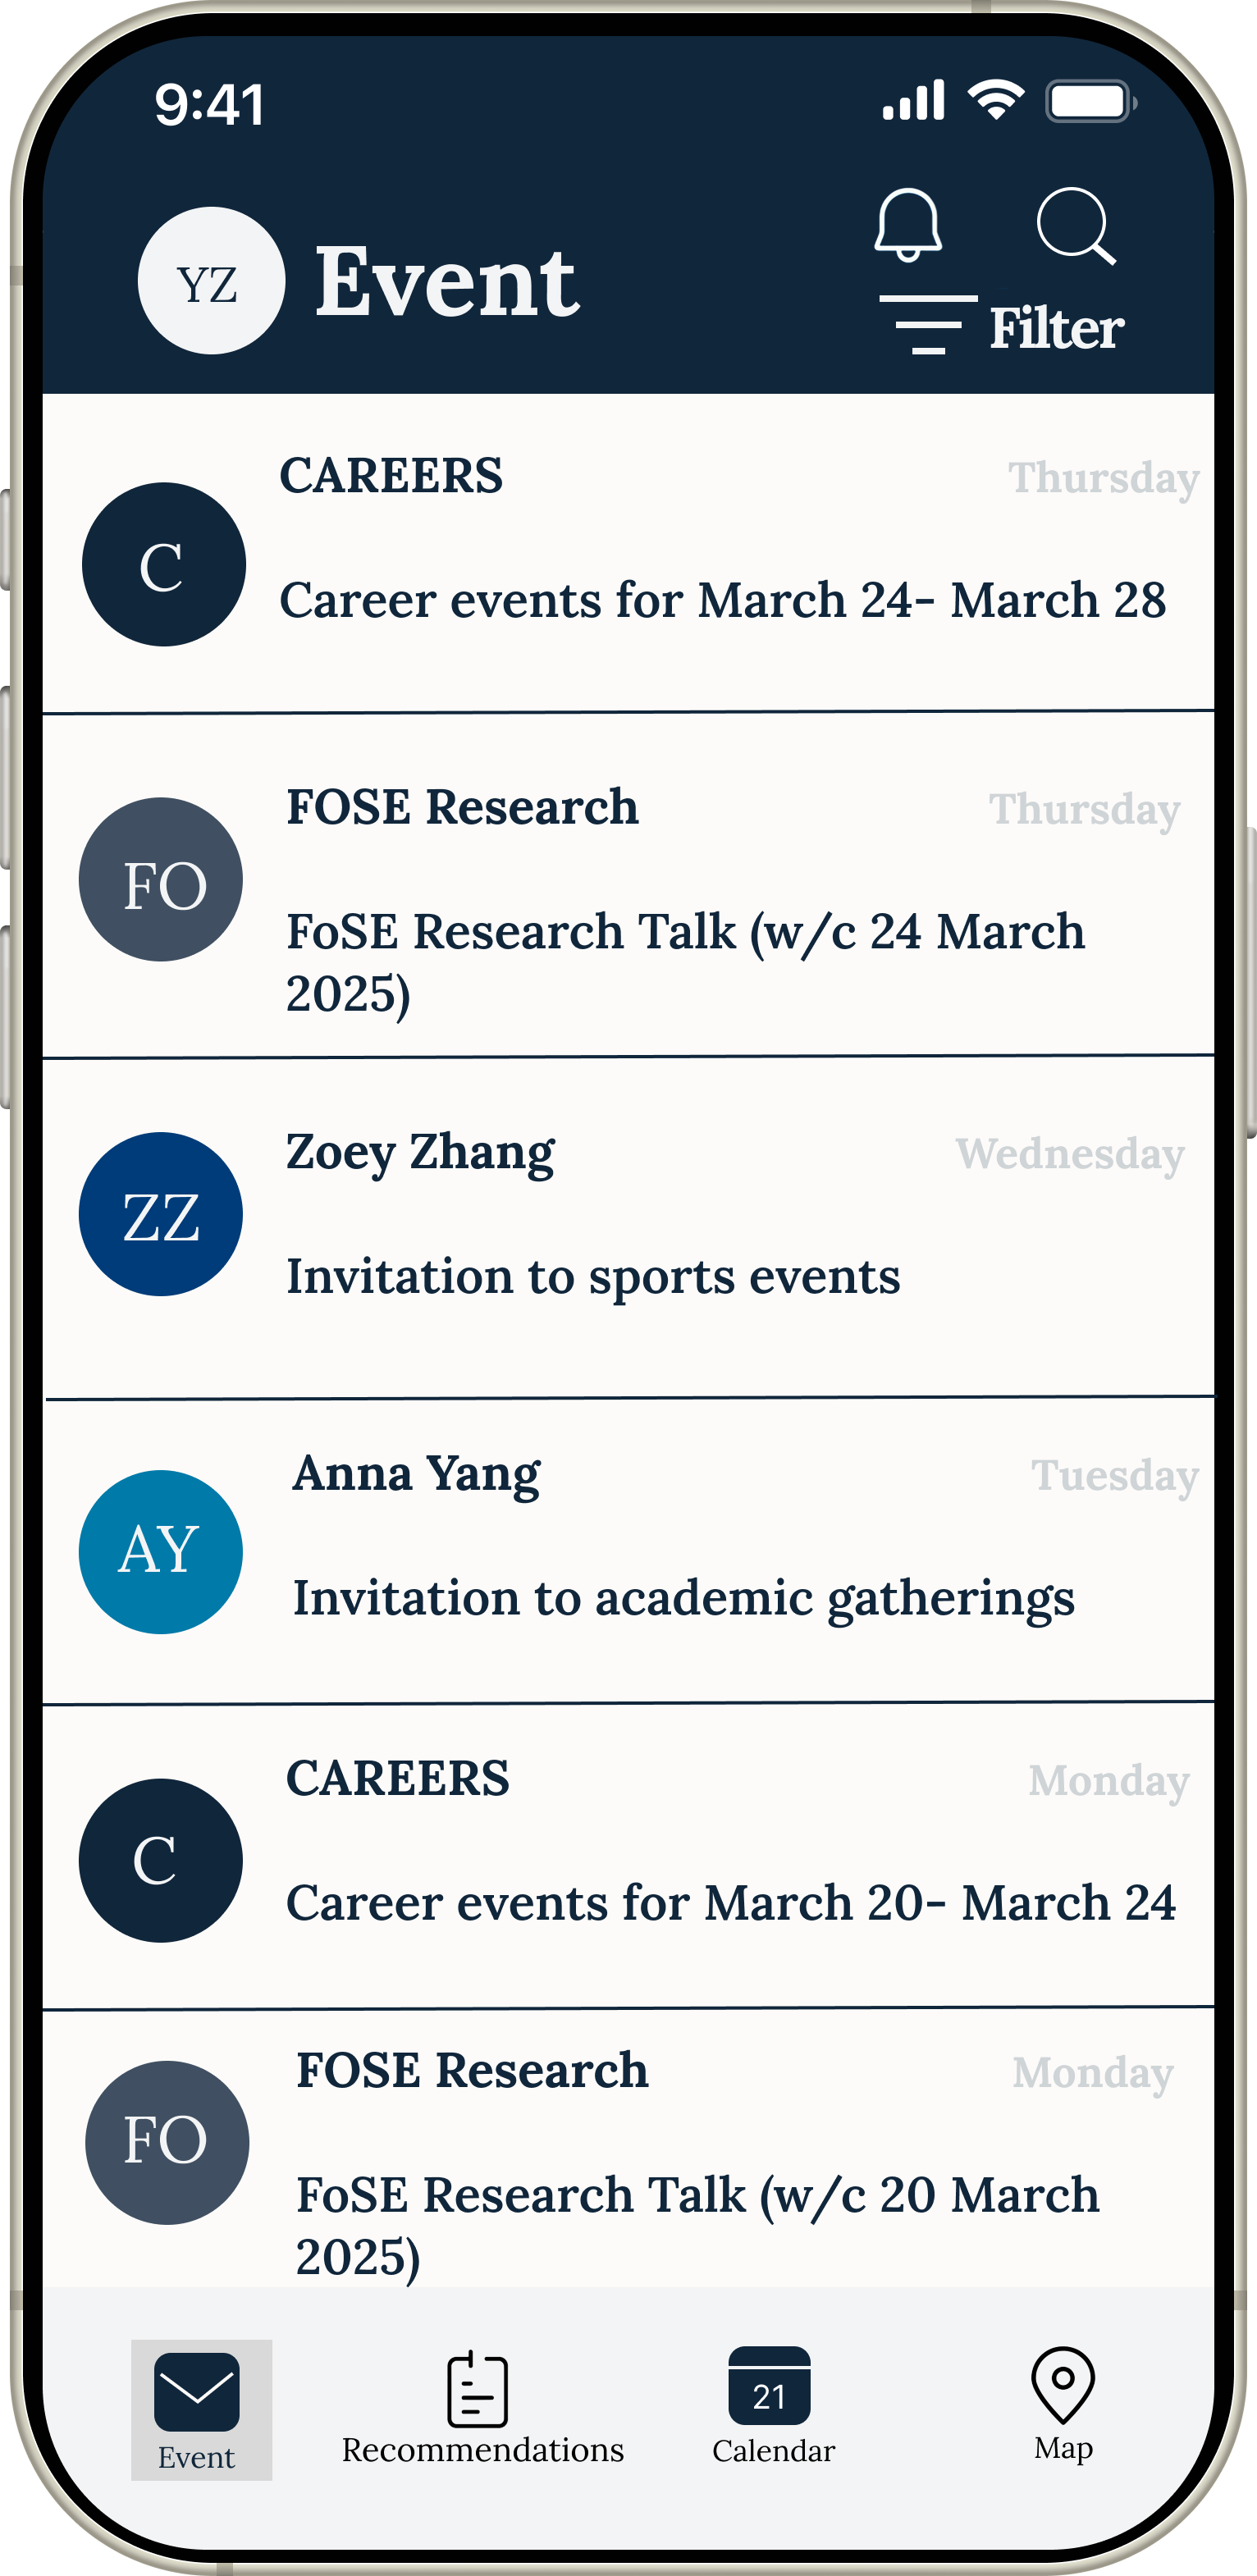 9:41
YZ
Event
Filter
CAREERS
Thursday
C
Career events for March 24- March 28
FOSE Research
Thursday
FO
FoSE Research Talk (w/c 24 March
2025)
Zoey Zhang
Wednesday
ZZ
Invitation to sports events
Anna Yang
Tuesday
AY
Invitation to academic gatherings
CAREERS
Monday
C
Career events for March 20- March 24
FOSE Research
Monday
FO
FoSE Research Talk (w/c 20 March
2025)
21
Event
Recommendations
Calendar
Map